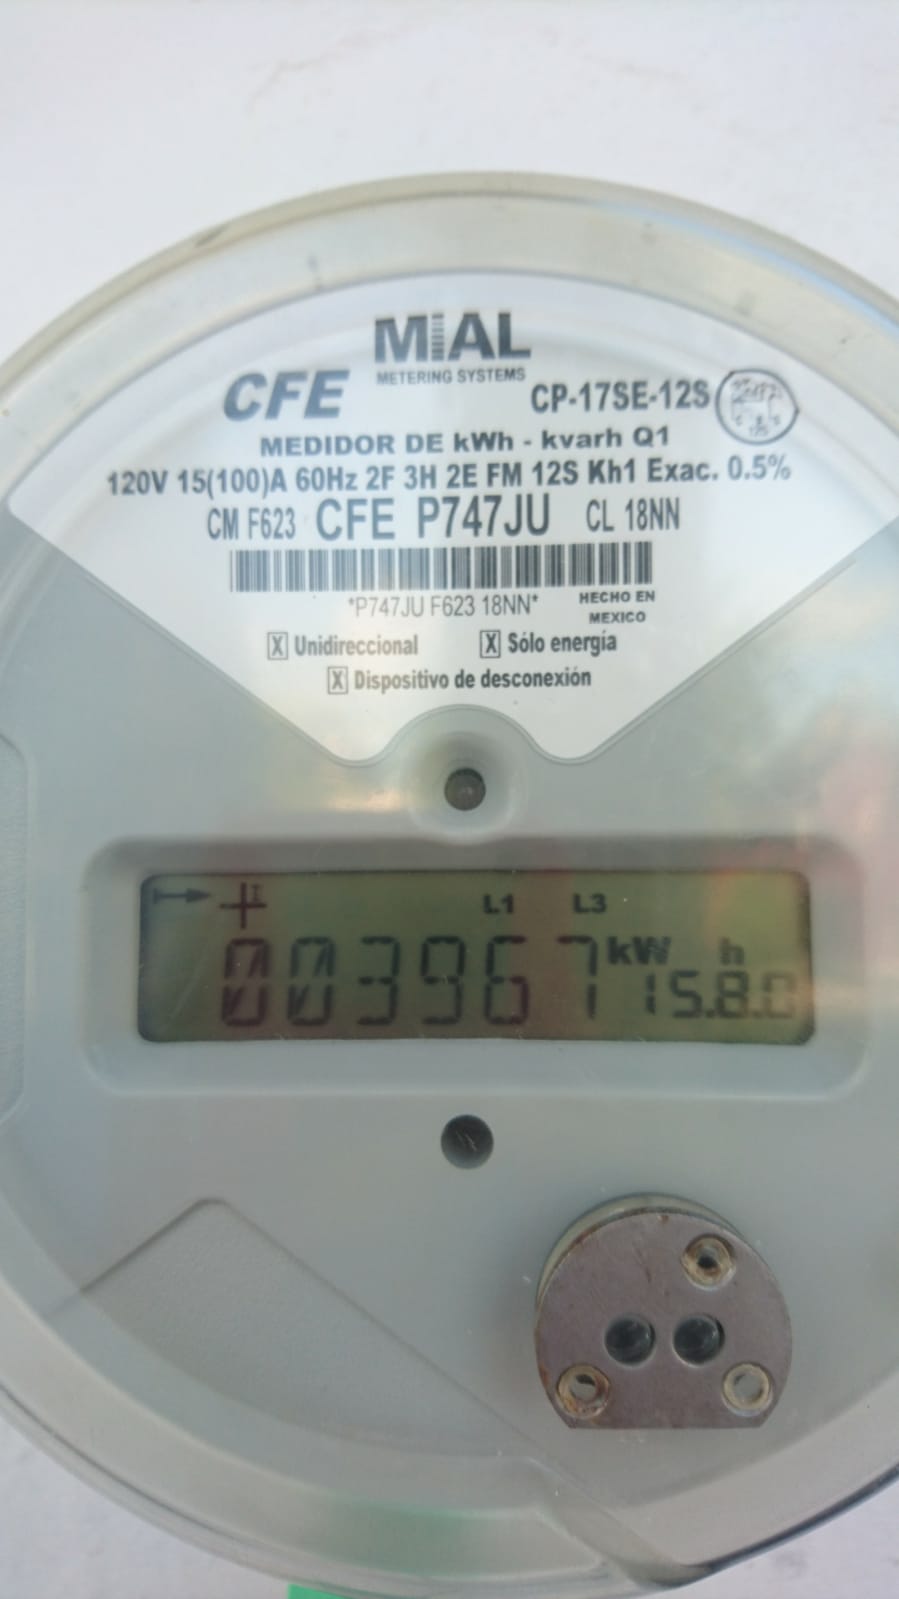 MiAL
METERING SYSTEMS
CFE
CP-17SE-12S
MEDIDOR DE kWh - kvarh Q1
120V 15(100)A 60Hz 2F 3H 2E FM 12S Kh1 Exac. 0.5%
CM F623 CFE P747JU CL 18NN
*P747JU F623 18NN*
HECHO EN
MEXICO
X Unidireccional X Sólo energía
X Dispositivo de desconexión
L1 L3
003967 kW h 15.8.0